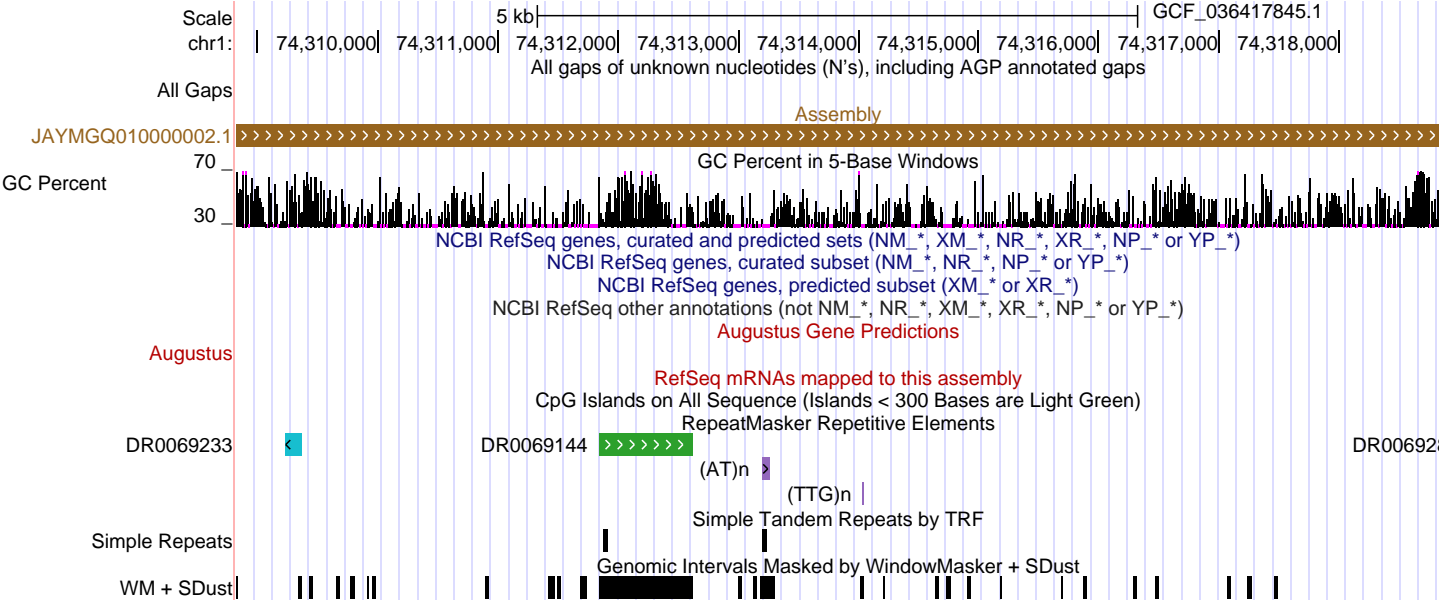 Scale 5 kb GCF_036417845.1
chr1: 74,310,000 74,311,000 74,312,000 74,313,000 74,314,000 74,315,000 74,316,000 74,317,000 74,318,000
All gaps of unknown nucleotides (N's), including AGP annotated gaps
All Gaps
Assembly
JAYMGQ010000002.1
GC Percent in 5-Base Windows
70
GC Percent
30
NCBI RefSeq genes, curated and predicted sets (NM_*, XM_*, NR_*, XR_*, NP_* or YP_*)
NCBI RefSeq genes, curated subset (NM_*, NR_*, NP_* or YP_*)
NCBI RefSeq genes, predicted subset (XM_* or XR_*)
NCBI RefSeq other annotations (not NM_*, NR_*, XM_*, XR_*, NP_* or YP_*)
Augustus Gene Predictions
Augustus
RefSeq mRNAs mapped to this assembly
CpG Islands on All Sequence (Islands < 300 Bases are Light Green)
RepeatMasker Repetitive Elements
DR0069233 DR0069144
(AT)n
(TTG)n
Simple Tandem Repeats by TRF
Simple Repeats
Genomic Intervals Masked by WindowMasker + SDust
WM + SDust